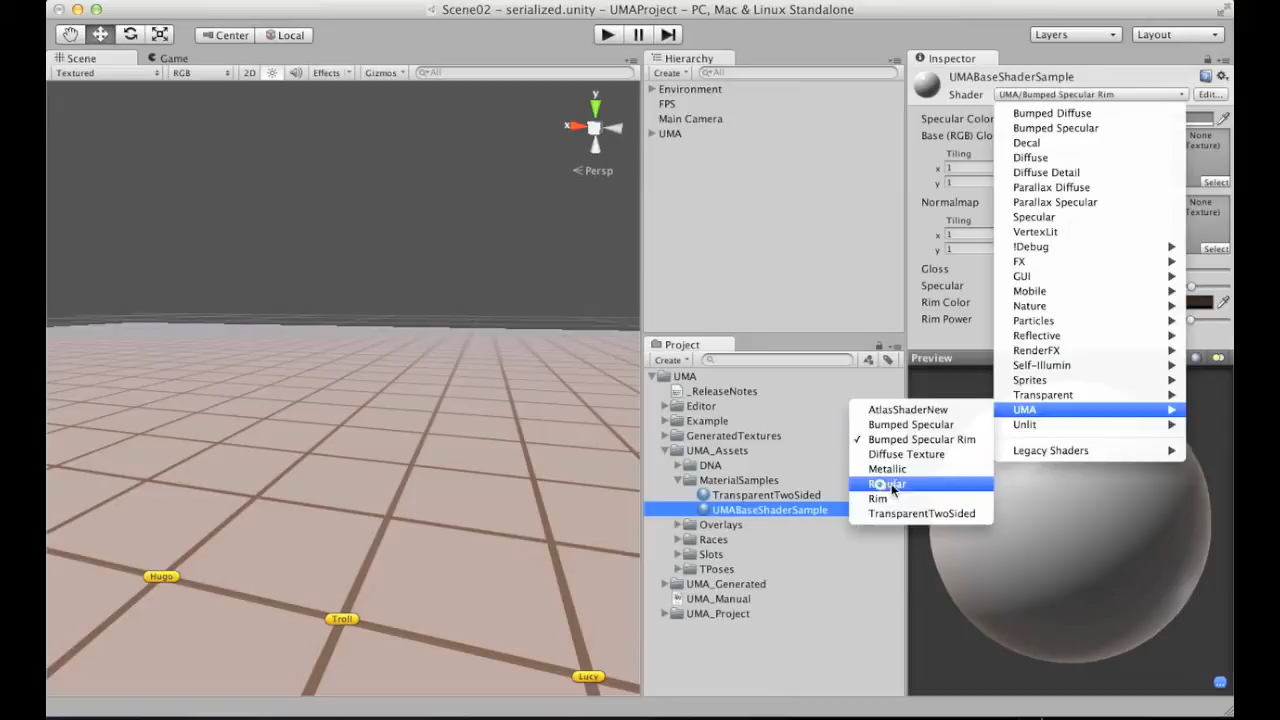 Scene02 - serialized.unity - UMAProject - PC, Mac & Linux Standalone
Center Local Layers Layout
Scene Game
Textured RGB 2D Effects Gizmos All
y
x
Persp
Hugo
Troll
Lucy
Hierarchy
Create All
Environment
FPS
Main Camera
UMA
Project
Create
UMA
_ReleaseNotes
Editor
Example
GeneratedTextures
UMA_Assets
DNA
MaterialSamples
TransparentTwoSided
UMABaseShaderSample
Overlays
Races
Slots
TPoses
UMA_Generated
UMA_Manual
UMA_Project
Inspector
UMABaseShaderSample
Shader UMA/Bumped Specular Rim Edit...
Specular Color
Base (RGB) Glo
None
Texture)
Tiling
x 1
y 1
Select
Normalmap
None
Texture)
Tiling
x 1
y 1
Select
Gloss
Specular
Rim Color
Rim Power
Preview
Bumped Diffuse
Bumped Specular
Decal
Diffuse
Diffuse Detail
Parallax Diffuse
Parallax Specular
Specular
VertexLit
!Debug
FX
GUI
Mobile
Nature
Particles
Reflective
RenderFX
Self-Illumin
Sprites
Transparent
UMA
Unlit
Legacy Shaders
AtlasShaderNew
Bumped Specular
✓ Bumped Specular Rim
Diffuse Texture
Metallic
Rim
TransparentTwoSided